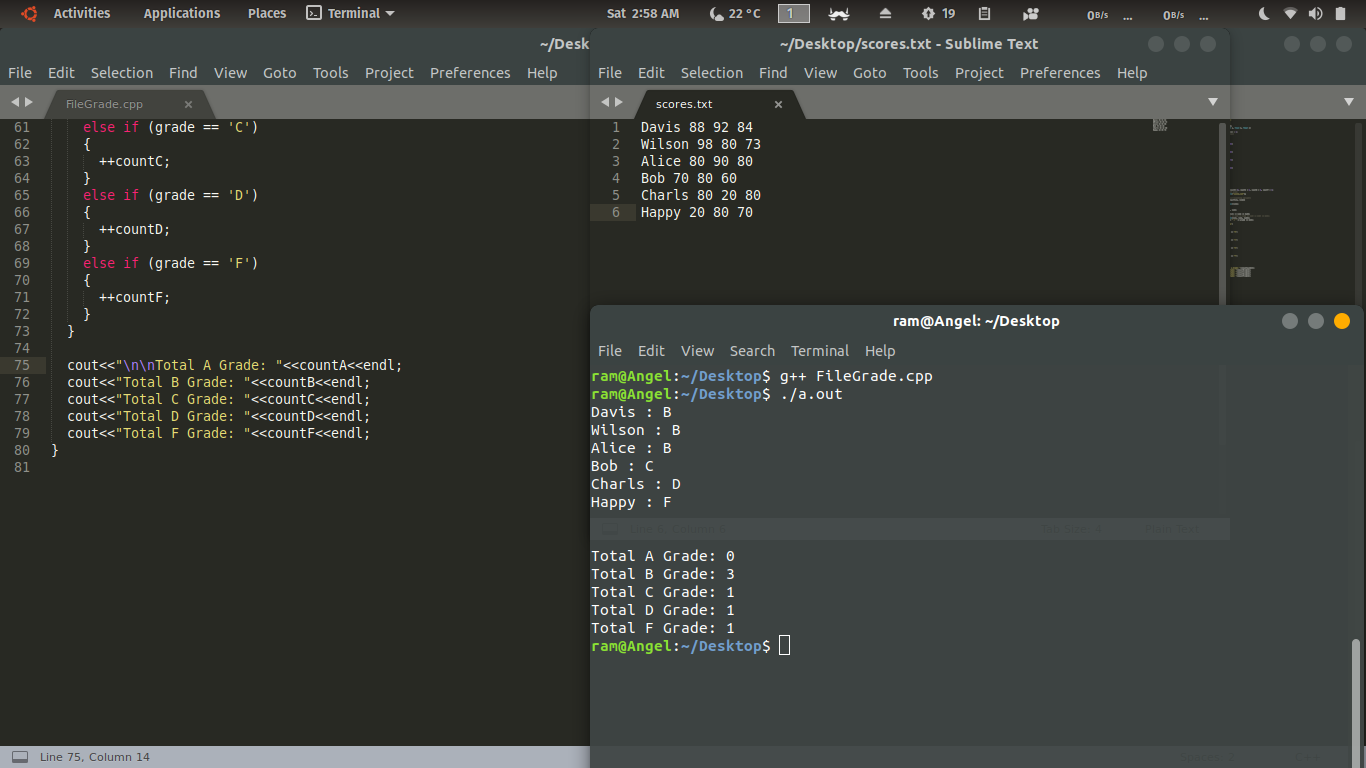 Activities Applications Places Terminal Sat 2:58 AM 22 °C 1 19 0B/s ... 0B/s ...
~/Desk
File Edit Selection Find View Goto Tools Project Preferences Help
FileGrade.cpp ×
61 else if (grade == 'C')
62 {
63 ++countC;
64 }
65 else if (grade == 'D')
66 {
67 ++countD;
68 }
69 else if (grade == 'F')
70 {
71 ++countF;
72 }
73 }
74
75 cout<<"\n\nTotal A Grade: "<<countA<<endl;
76 cout<<"Total B Grade: "<<countB<<endl;
77 cout<<"Total C Grade: "<<countC<<endl;
78 cout<<"Total D Grade: "<<countD<<endl;
79 cout<<"Total F Grade: "<<countF<<endl;
80 }
81
Line 75, Column 14
~/Desktop/scores.txt - Sublime Text
File Edit Selection Find View Goto Tools Project Preferences Help
scores.txt ×
1 Davis 88 92 84
2 Wilson 98 80 73
3 Alice 80 90 80
4 Bob 70 80 60
5 Charls 80 20 80
6 Happy 20 80 70
ram@Angel: ~/Desktop
File Edit View Search Terminal Help
ram@Angel:~/Desktop$ g++ FileGrade.cpp
ram@Angel:~/Desktop$ ./a.out
Davis : B
Wilson : B
Alice : B
Bob : C
Charls : D
Happy : F
Total A Grade: 0
Total B Grade: 3
Total C Grade: 1
Total D Grade: 1
Total F Grade: 1
ram@Angel:~/Desktop$